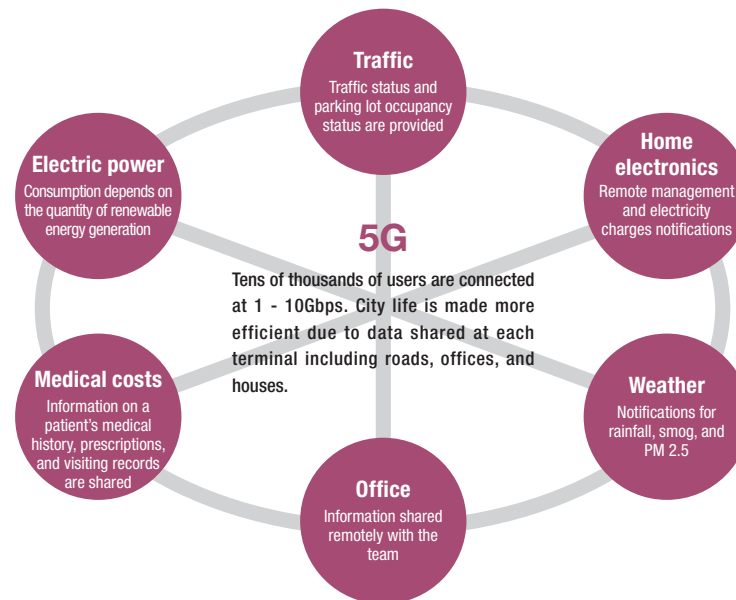 Traffic
Traffic status and
parking lot occupancy
status are provided
Electric power
Consumption depends on
the quantity of renewable
energy generation
Home
electronics
Remote management
and electricity
charges notifications
5G
Tens of thousands of users are connected
at 1 - 10Gbps. City life is made more
efficient due to data shared at each
terminal including roads, offices, and
houses.
Medical costs
Information on a
patient's medical
history, prescriptions,
and visiting records
are shared
Weather
Notifications for
rainfall, smog, and
PM 2.5
Office
Information shared
remotely with the
team